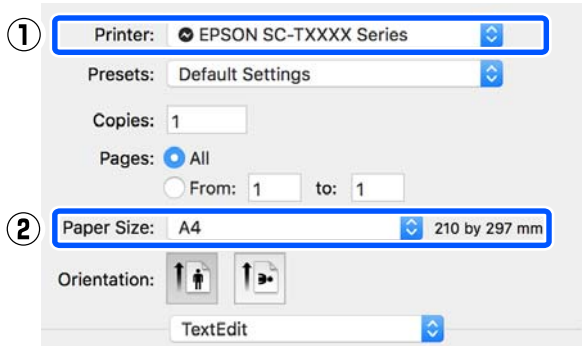 ① Printer: EPSON SC-TXXXX Series
Presets: Default Settings
Copies: 1
Pages: All
From: 1 to: 1
② Paper Size: A4 210 by 297 mm
Orientation:
TextEdit